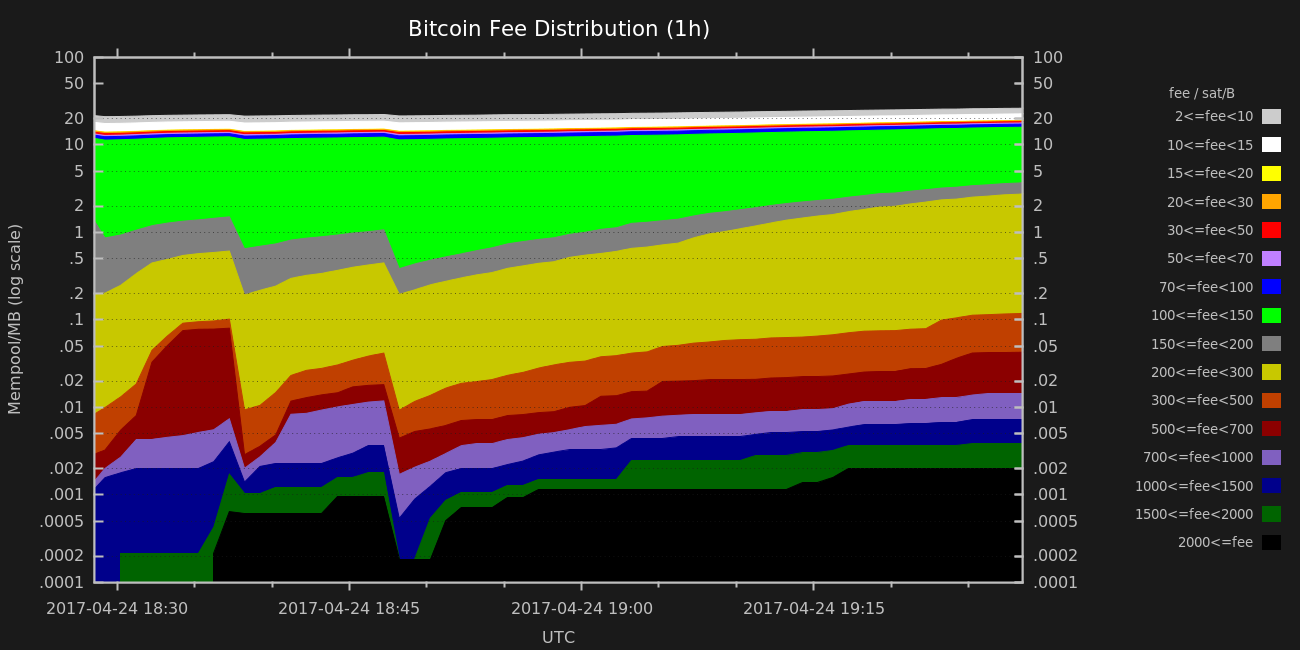 Bitcoin Fee Distribution (1h)
100 100
50 50
20 20
10 10
5 5
2 2
1 1
.5 .5
.2 .2
.1 .1
.05 .05
.02 .02
.01 .01
.005 .005
.002 .002
.001 .001
.0005 .0005
.0002 .0002
.0001 .0001
Mempool/MB (log scale)
2017-04-24 18:30 2017-04-24 18:45 2017-04-24 19:00 2017-04-24 19:15
UTC
fee / sat/B
2<=fee<10
10<=fee<15
15<=fee<20
20<=fee<30
30<=fee<50
50<=fee<70
70<=fee<100
100<=fee<150
150<=fee<200
200<=fee<300
300<=fee<500
500<=fee<700
700<=fee<1000
1000<=fee<1500
1500<=fee<2000
2000<=fee